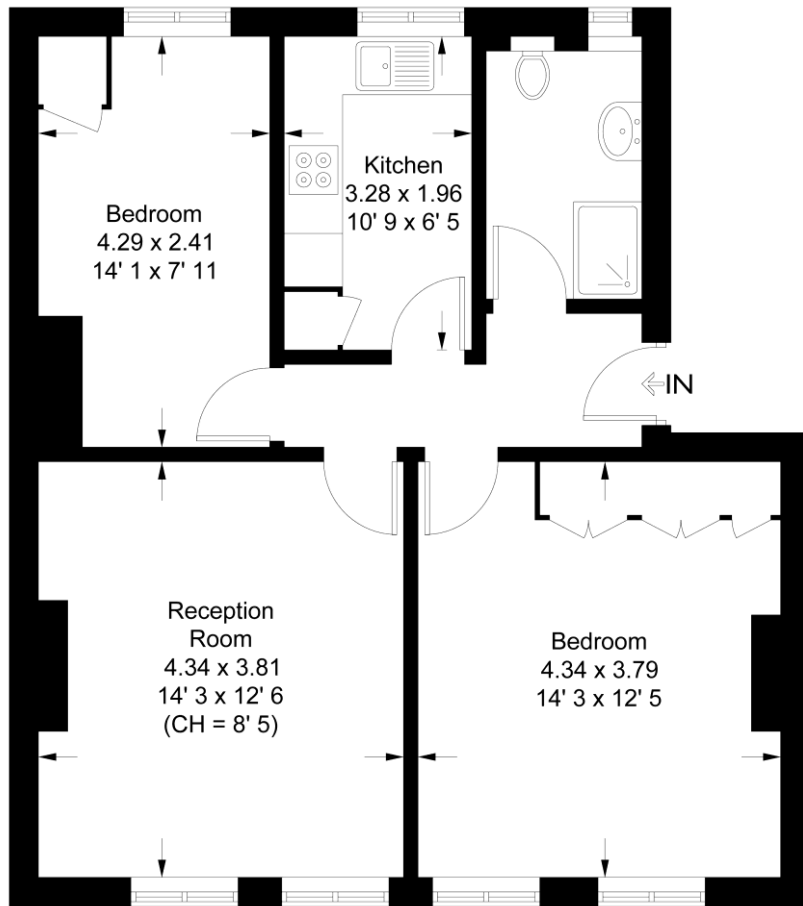 Kitchen
3.28 x 1.96
10' 9 x 6' 5
Bedroom
4.29 x 2.41
14' 1 x 7' 11
IN
Reception
Room
4.34 x 3.81
14' 3 x 12' 6
(CH = 8' 5)
Bedroom
4.34 x 3.79
14' 3 x 12' 5